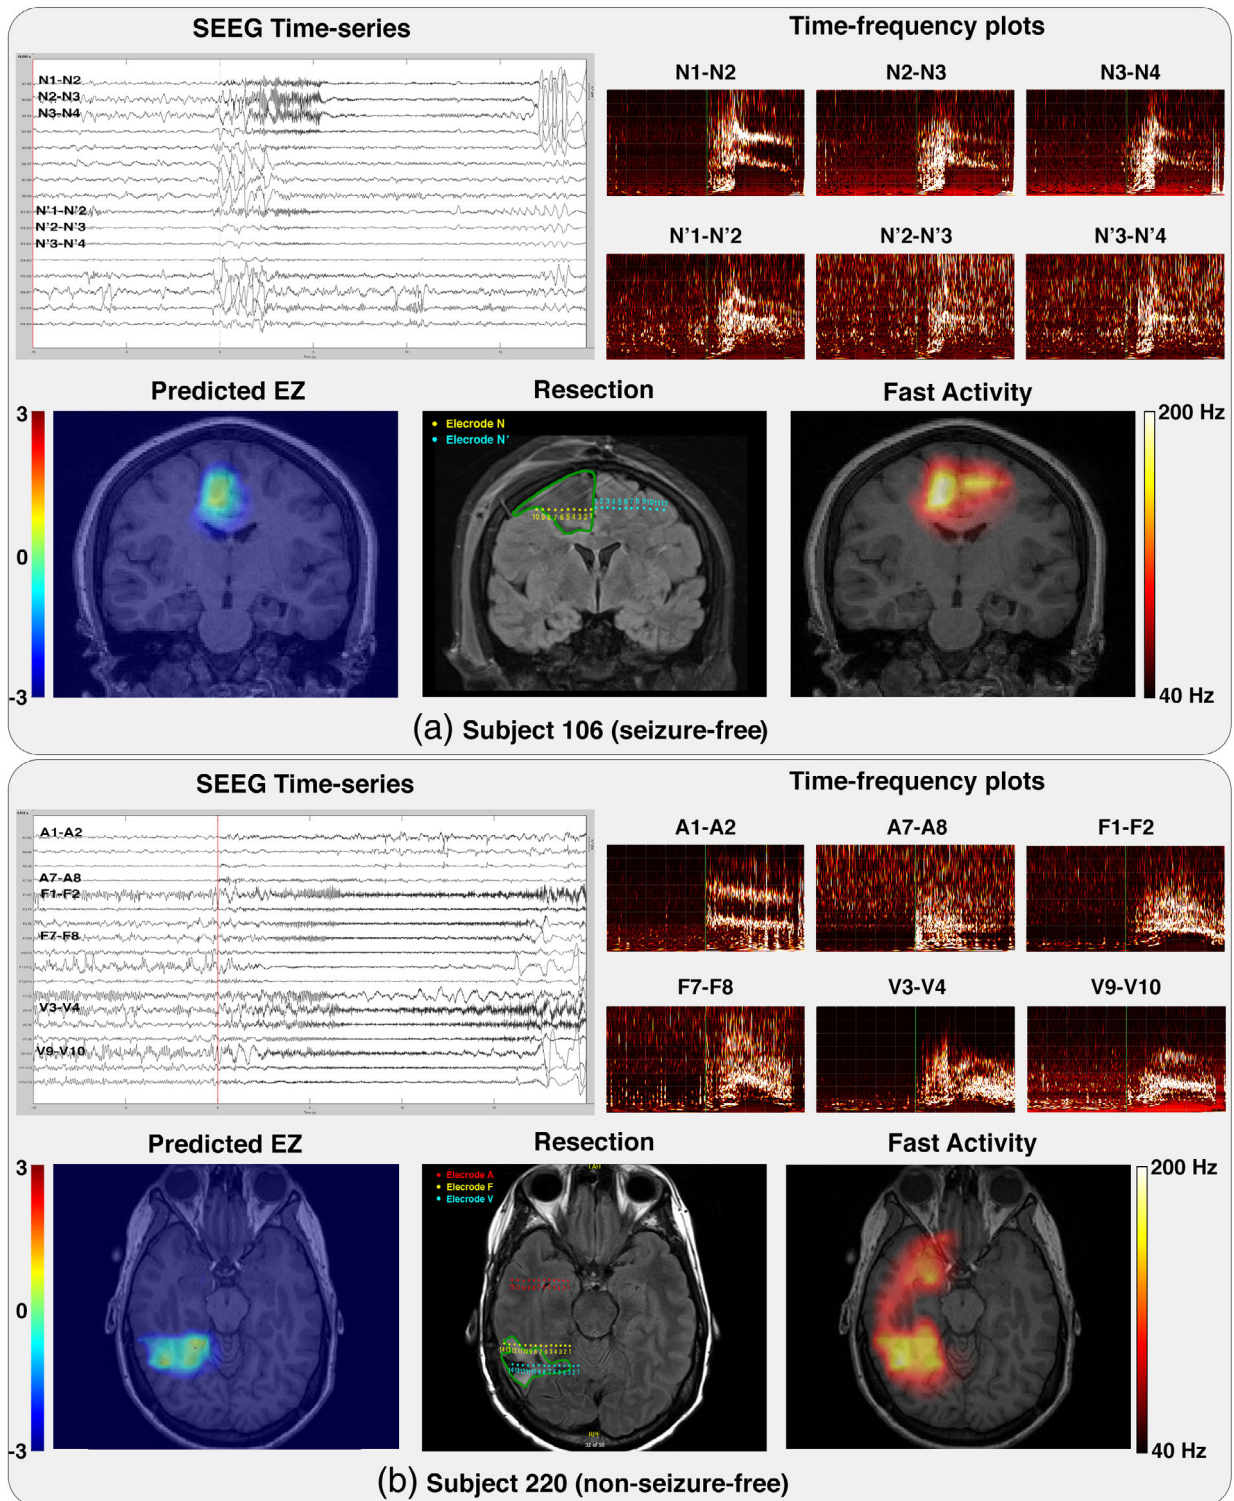 SEEG Time-series
Time-frequency plots
N1-N2
N2-N3
N3-N4
N'1-N'2
N'2-N'3
N'3-N'4
N1-N2
N2-N3
N3-N4
N'1-N'2
N'2-N'3
N'3-N'4
Predicted EZ
Resection
Fast Activity
3
0
-3
Elecrode N
Elecrode N'
200 Hz
40 Hz
(a) Subject 106 (seizure-free)
SEEG Time-series
Time-frequency plots
A1-A2
A7-A8
F1-F2
F7-F8
V3-V4
V9-V10
A1-A2
A7-A8
F1-F2
F7-F8
V3-V4
V9-V10
Predicted EZ
Resection
Fast Activity
3
0
-3
Elecrode A
Elecrode F
Elecrode V
RPF
32 of 50
200 Hz
40 Hz
(b) Subject 220 (non-seizure-free)